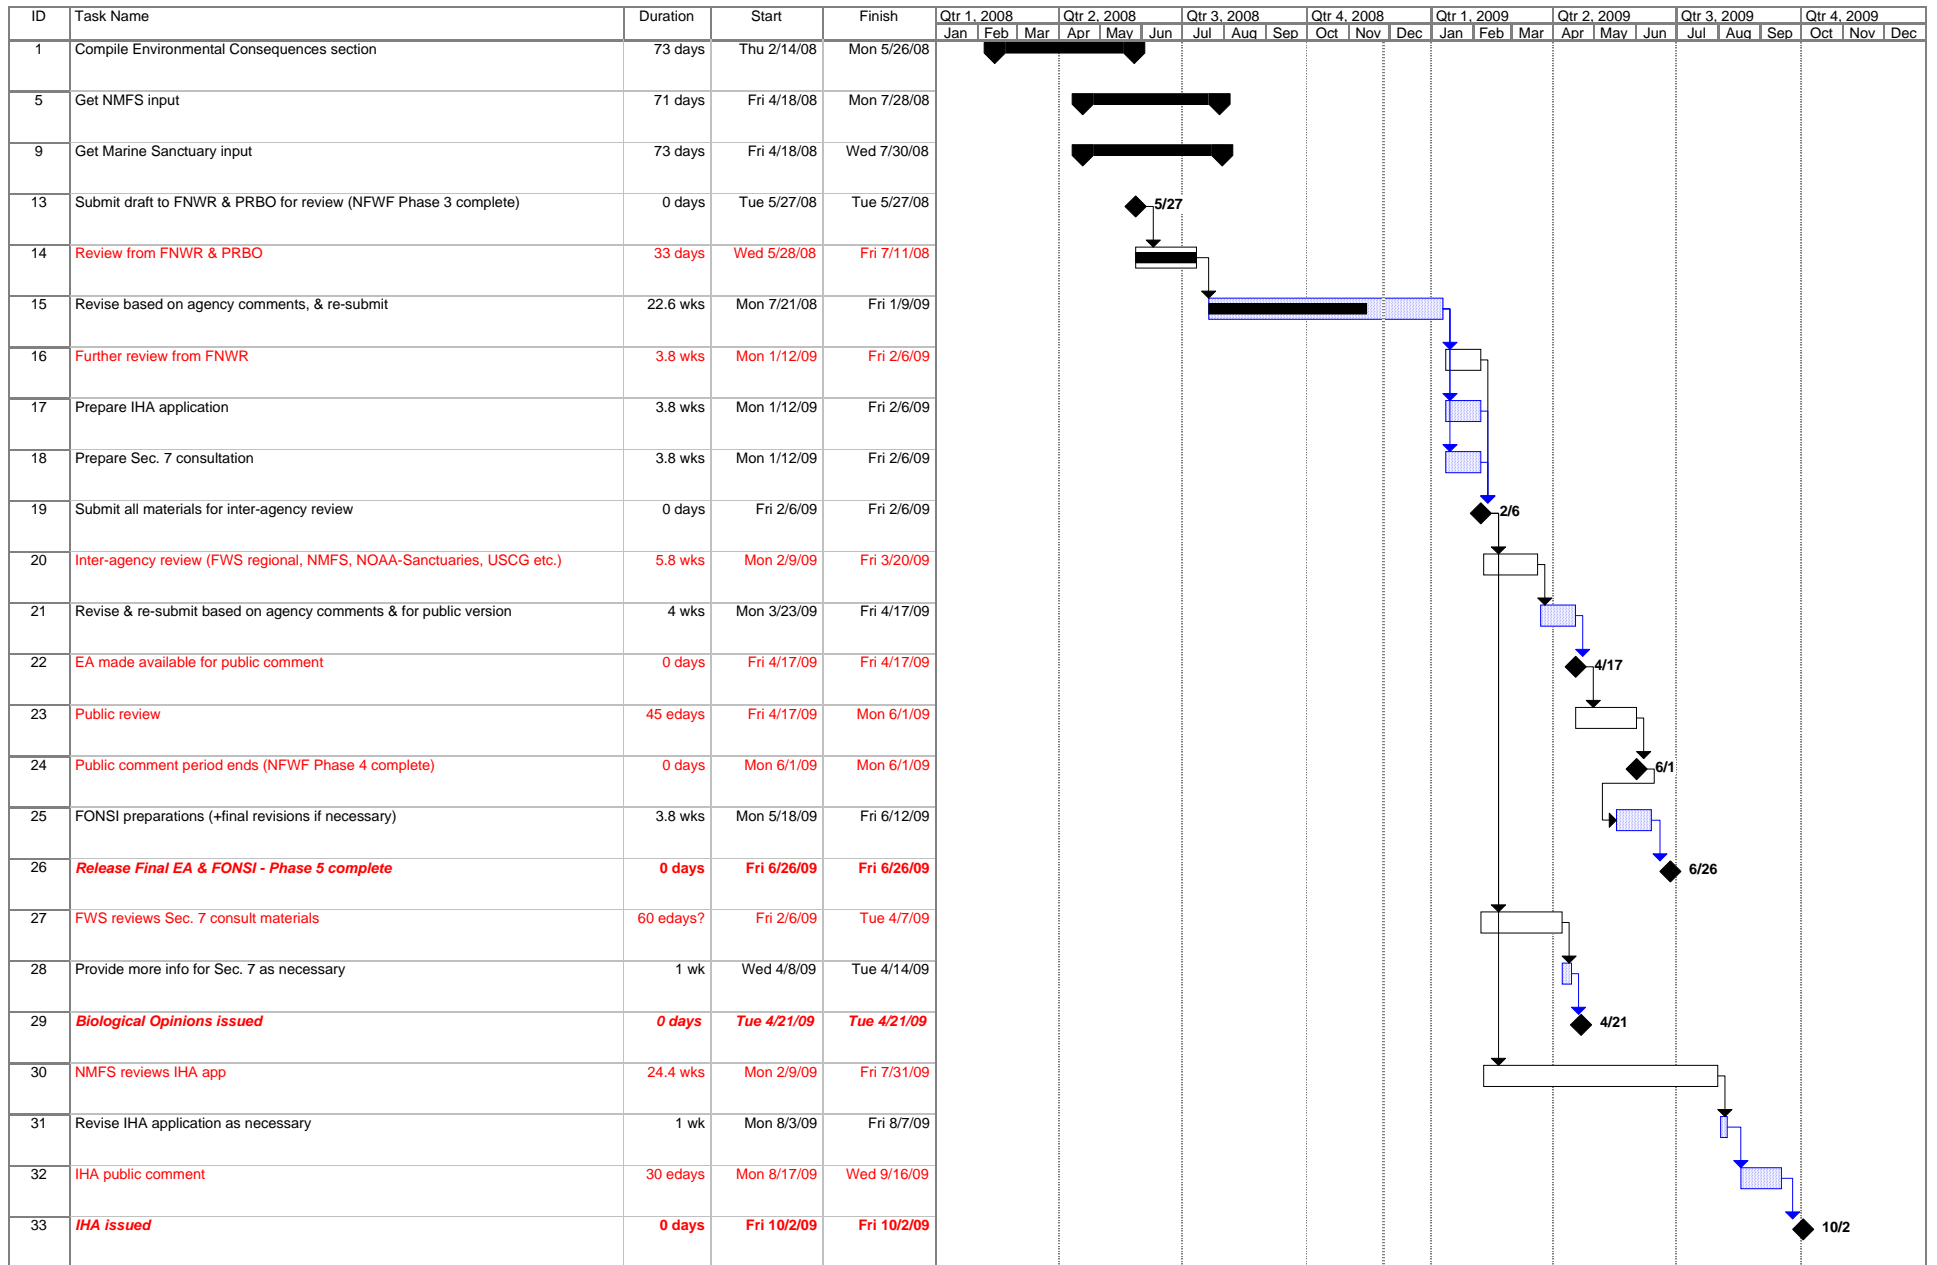 ID Task Name Duration Start Finish Qtr 1, 2008 Qtr 2, 2008 Qtr 3, 2008 Qtr 4, 2008 Qtr 1, 2009 Qtr 2, 2009 Qtr 3, 2009 Qtr 4, 2009
Jan Feb Mar Apr May Jun Jul Aug Sep Oct Nov Dec Jan Feb Mar Apr May Jun Jul Aug Sep Oct Nov Dec
1 Compile Environmental Consequences section 73 days Thu 2/14/08 Mon 5/26/08
5 Get NMFS input 71 days Fri 4/18/08 Mon 7/28/08
9 Get Marine Sanctuary input 73 days Fri 4/18/08 Wed 7/30/08
13 Submit draft to FNWR & PRBO for review (NFWF Phase 3 complete) 0 days Tue 5/27/08 Tue 5/27/08 5/27
14 Review from FNWR & PRBO 33 days Wed 5/28/08 Fri 7/11/08
15 Revise based on agency comments, & re-submit 22.6 wks Mon 7/21/08 Fri 1/9/09
16 Further review from FNWR 3.8 wks Mon 1/12/09 Fri 2/6/09
17 Prepare IHA application 3.8 wks Mon 1/12/09 Fri 2/6/09
18 Prepare Sec. 7 consultation 3.8 wks Mon 1/12/09 Fri 2/6/09
19 Submit all materials for inter-agency review 0 days Fri 2/6/09 Fri 2/6/09 2/6
20 Inter-agency review (FWS regional, NMFS, NOAA-Sanctuaries, USCG etc.) 5.8 wks Mon 2/9/09 Fri 3/20/09
21 Revise & re-submit based on agency comments & for public version 4 wks Mon 3/23/09 Fri 4/17/09
22 EA made available for public comment 0 days Fri 4/17/09 Fri 4/17/09 4/17
23 Public review 45 edays Fri 4/17/09 Mon 6/1/09
24 Public comment period ends (NFWF Phase 4 complete) 0 days Mon 6/1/09 Mon 6/1/09 6/1
25 FONSI preparations (+final revisions if necessary) 3.8 wks Mon 5/18/09 Fri 6/12/09
26 Release Final EA & FONSI - Phase 5 complete 0 days Fri 6/26/09 Fri 6/26/09 6/26
27 FWS reviews Sec. 7 consult materials 60 edays? Fri 2/6/09 Tue 4/7/09
28 Provide more info for Sec. 7 as necessary 1 wk Wed 4/8/09 Tue 4/14/09
29 Biological Opinions issued 0 days Tue 4/21/09 Tue 4/21/09 4/21
30 NMFS reviews IHA app 24.4 wks Mon 2/9/09 Fri 7/31/09
31 Revise IHA application as necessary 1 wk Mon 8/3/09 Fri 8/7/09
32 IHA public comment 30 edays Mon 8/17/09 Wed 9/16/09
33 IHA issued 0 days Fri 10/2/09 Fri 10/2/09 10/2